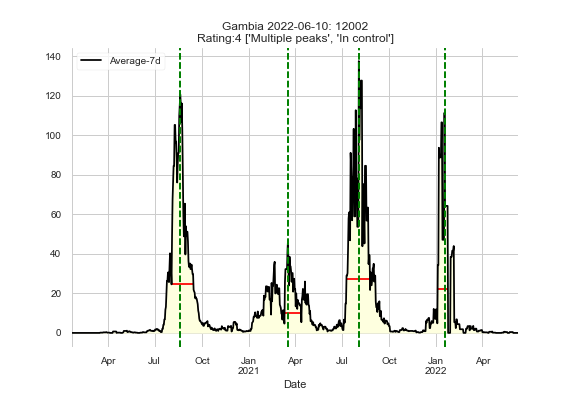 Gambia 2022-06-10: 12002
Rating:4 ['Multiple peaks', 'In control']
140
Average-7d
120
100
80
60
40
20
0
Apr Jul Oct Jan Apr Jul Oct Jan Apr
2021 2022
Date